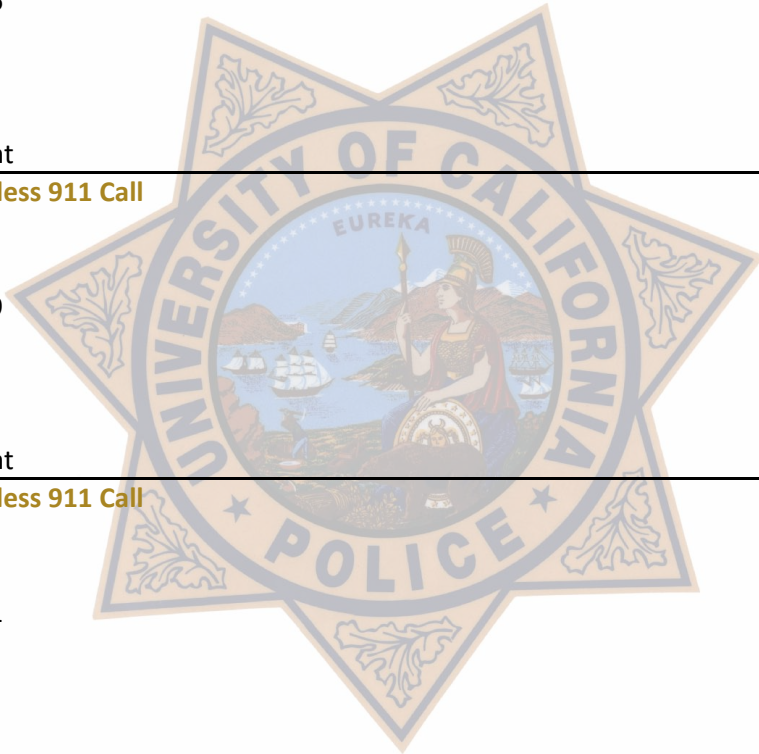 nt
less 911 Call
UNIVERSITY OF CALIFORNIA
EUREKA
nt
less 911 Call
POLICE